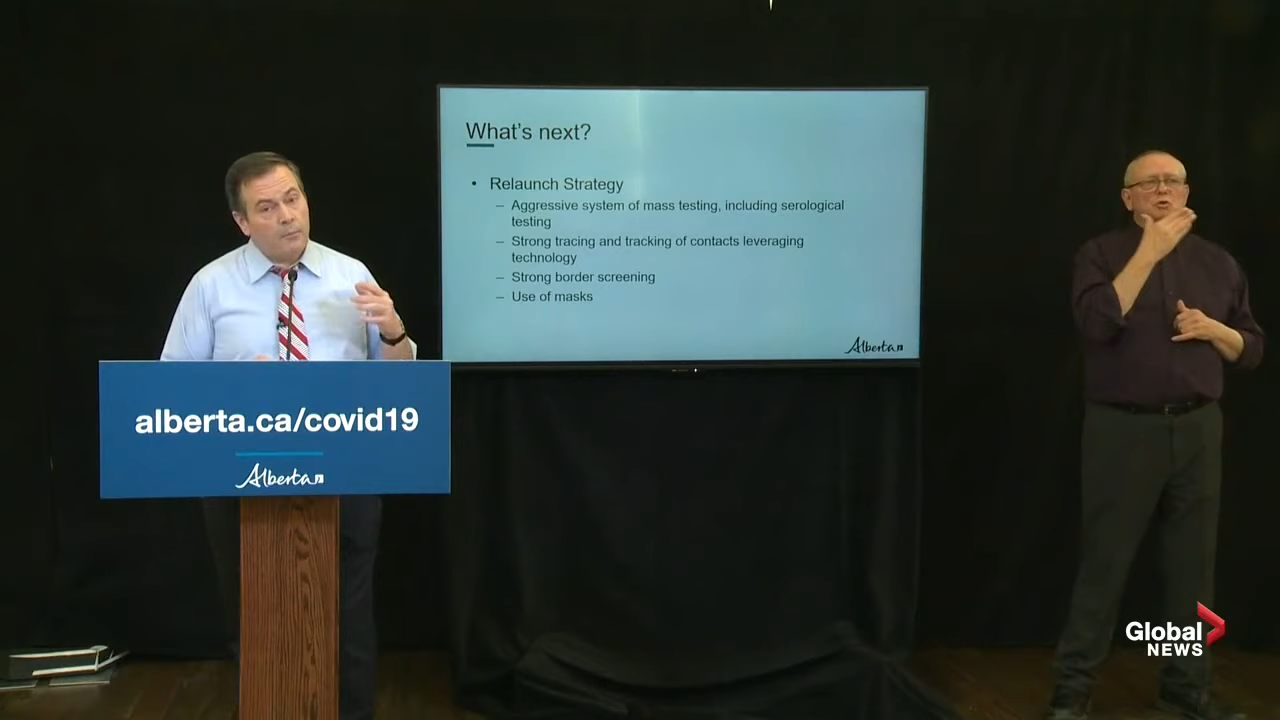 What's next?
• Relaunch Strategy
– Aggressive system of mass testing, including serological
testing
– Strong tracing and tracking of contacts leveraging
technology
– Strong border screening
– Use of masks
Alberta
alberta.ca/covid19
Alberta
Global
NEWS